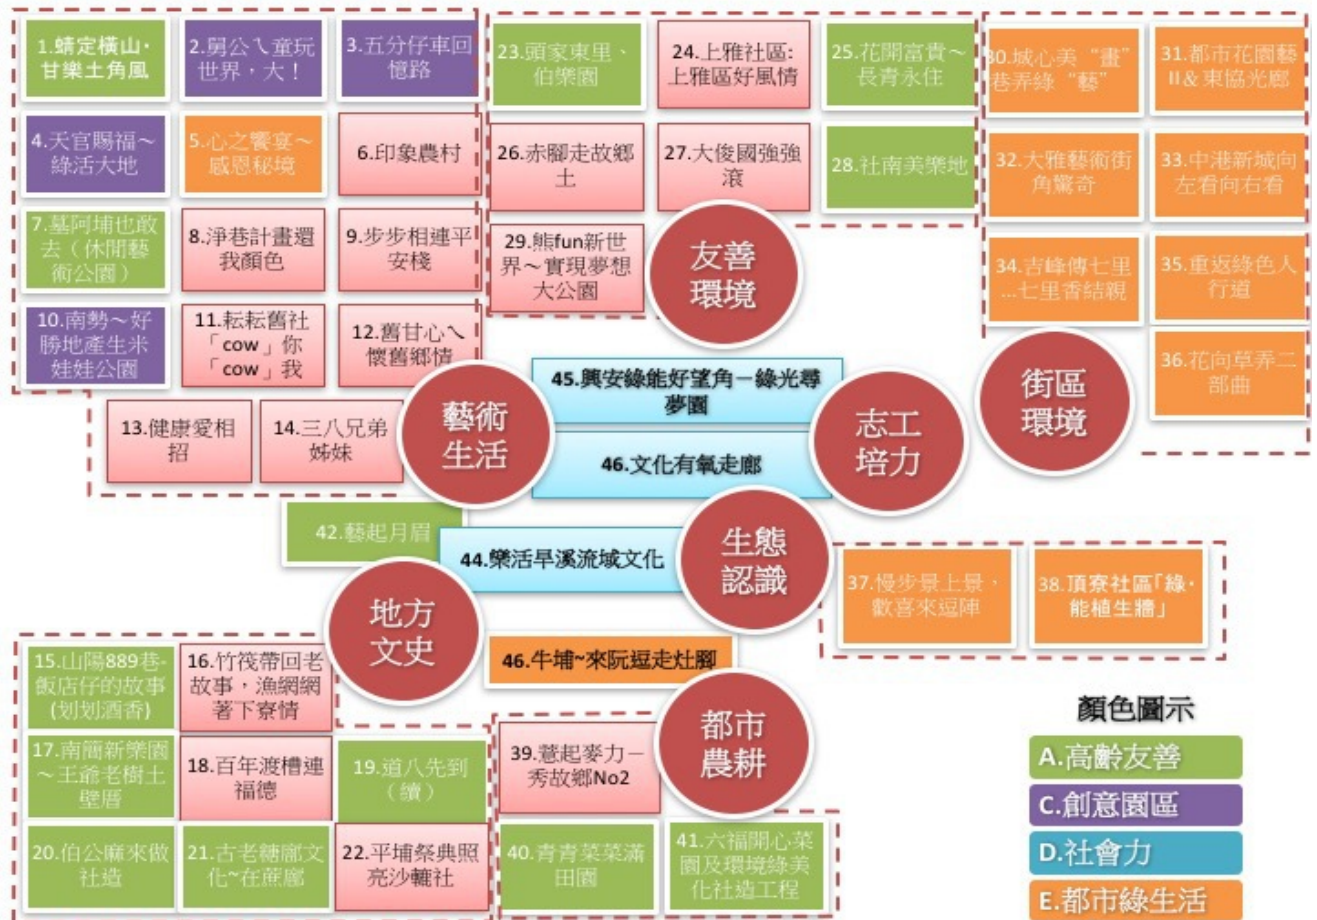 1.蜻定橫山‧
甘樂土角風
2.舅公ㄟ童玩
世界，大！
3.五分仔車回
憶路
4.天官賜福～
綠活大地
5.心之饗宴～
感恩秘境
6.印象農村
7.墓阿埔也敢
去（休閒藝
術公園）
8.淨巷計畫還
我顏色
9.步步相連平
安棧
10.南勢～好
勝地產生米
娃娃公園
11.耘耘舊社
「cow」你
「cow」我
12.舊甘心ㄟ
懷舊鄉情
13.健康愛相
招
14.三八兄弟
姊妹
藝術
生活
23.頭家東里、
伯樂園
24.上雅社區:
上雅區好風情
25.花開富貴～
長青永住
26.赤腳走故鄉
土
27.大俊國強強
滾
28.社南美樂地
29.熊fun新世
界～實現夢想
大公園
友善
環境
30.城心美“畫”
巷弄綠“藝”
31.都市花園藝
II&東協光廊
32.大雅藝術街
角驚奇
33.中港新城向
左看向右看
34.吉峰傳七里
…七里香結親
35.重返綠色人
行道
36.花向草弄二
部曲
街區
環境
45.興安綠能好望角－綠光尋
夢園
46.文化有氧走廊
志工
培力
42.藝起月眉
44.樂活旱溪流域文化
生態
認識
37.慢步景上景、
歡喜來逗陣
38.頂寮社區「綠‧
能植生牆」
地方
文史
46.牛埔~來阮逗走灶腳
15.山陽889巷-
飯店仔的故事
(划划酒香)
16.竹筏帶回老
故事，漁網網
著下寮情
17.南簡新樂園
～王爺老樹土
壁厝
18.百年渡槽連
福德
19.道八先到
（續）
20.伯公麻來做
社造
21.古老糖廍文
化~在蔗廍
22.平埔祭典照
亮沙轆社
都市
農耕
39.薏起麥力－
秀故鄉No2
40.青青菜菜滿
田園
41.六福開心菜
園及環境綠美
化社造工程
顏色圖示
A.高齡友善
C.創意園區
D.社會力
E.都市綠生活